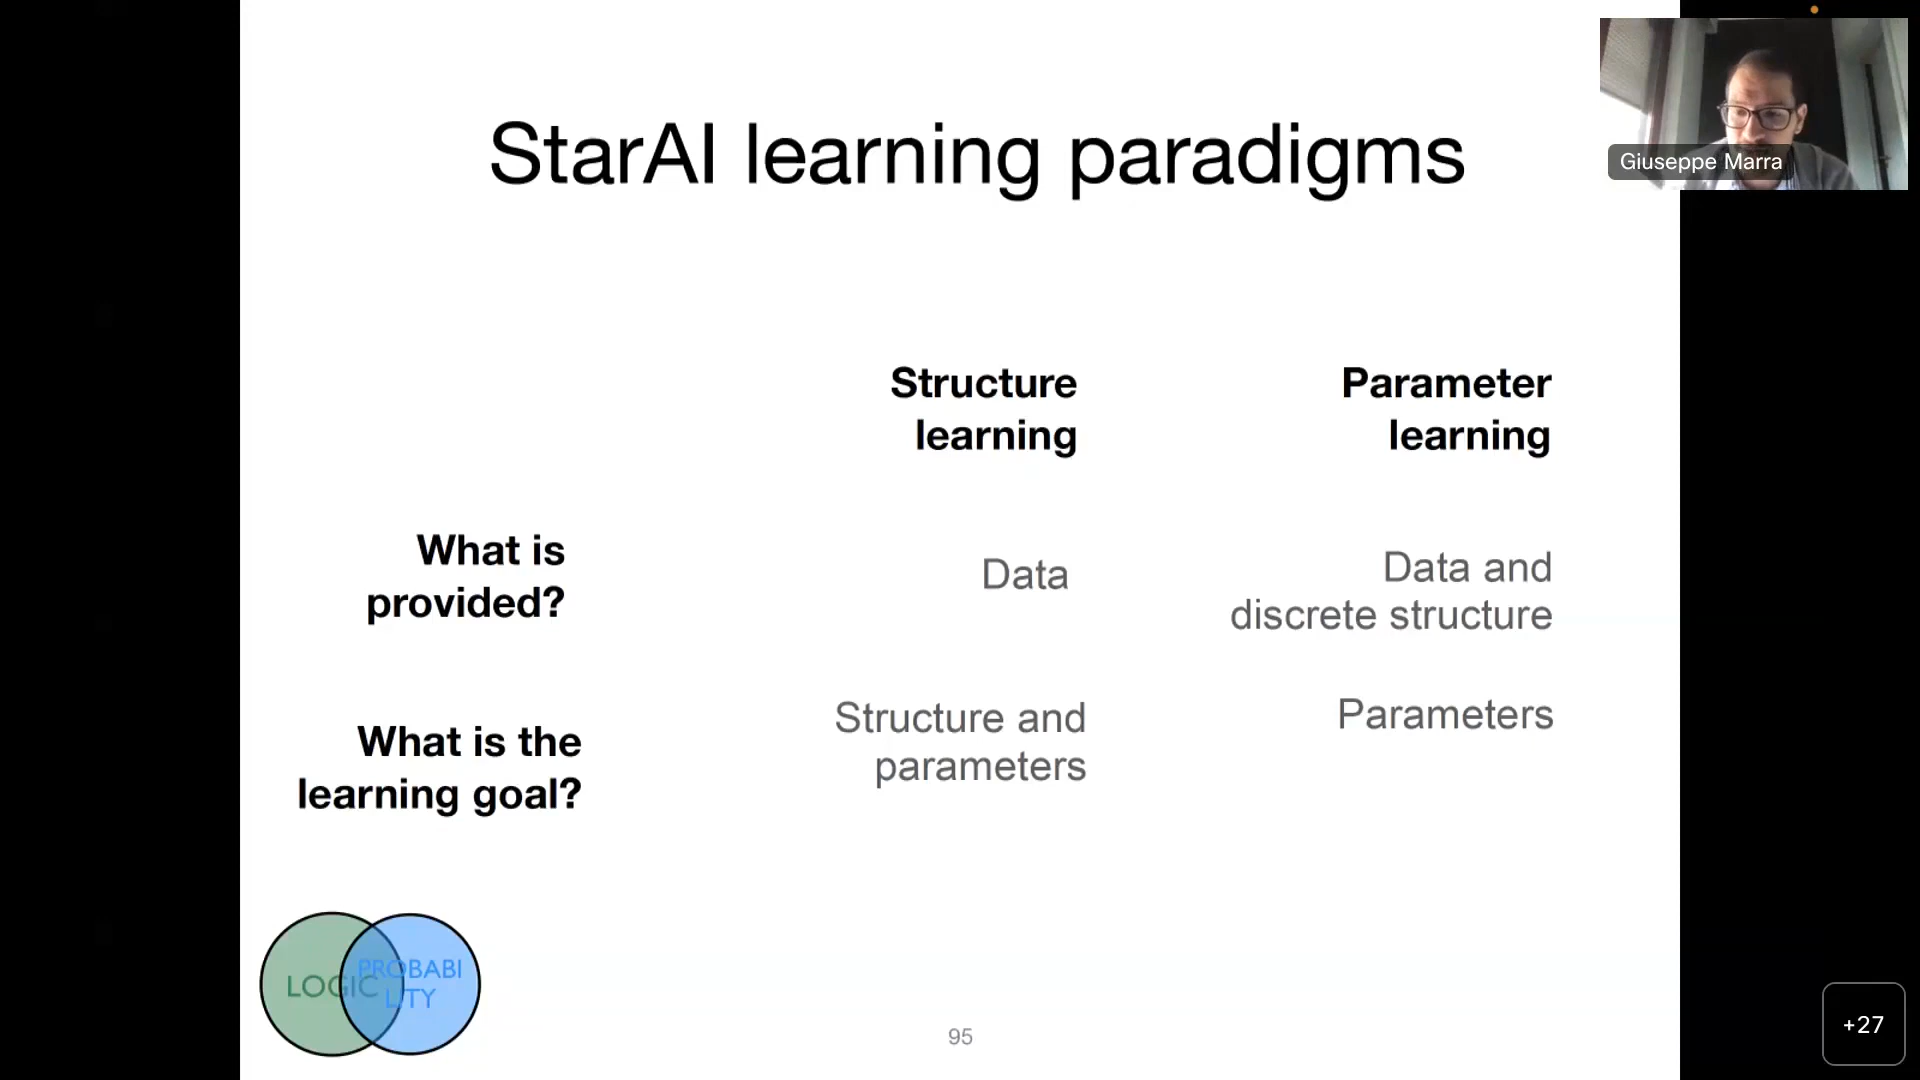 StarAI learning paradigms
Giuseppe Marra
Structure
learning
Parameter
learning
What is
provided?
Data
Data and
discrete structure
What is the
learning goal?
Structure and
parameters
Parameters
LOGIC
PROBABI
LITY
95
+27